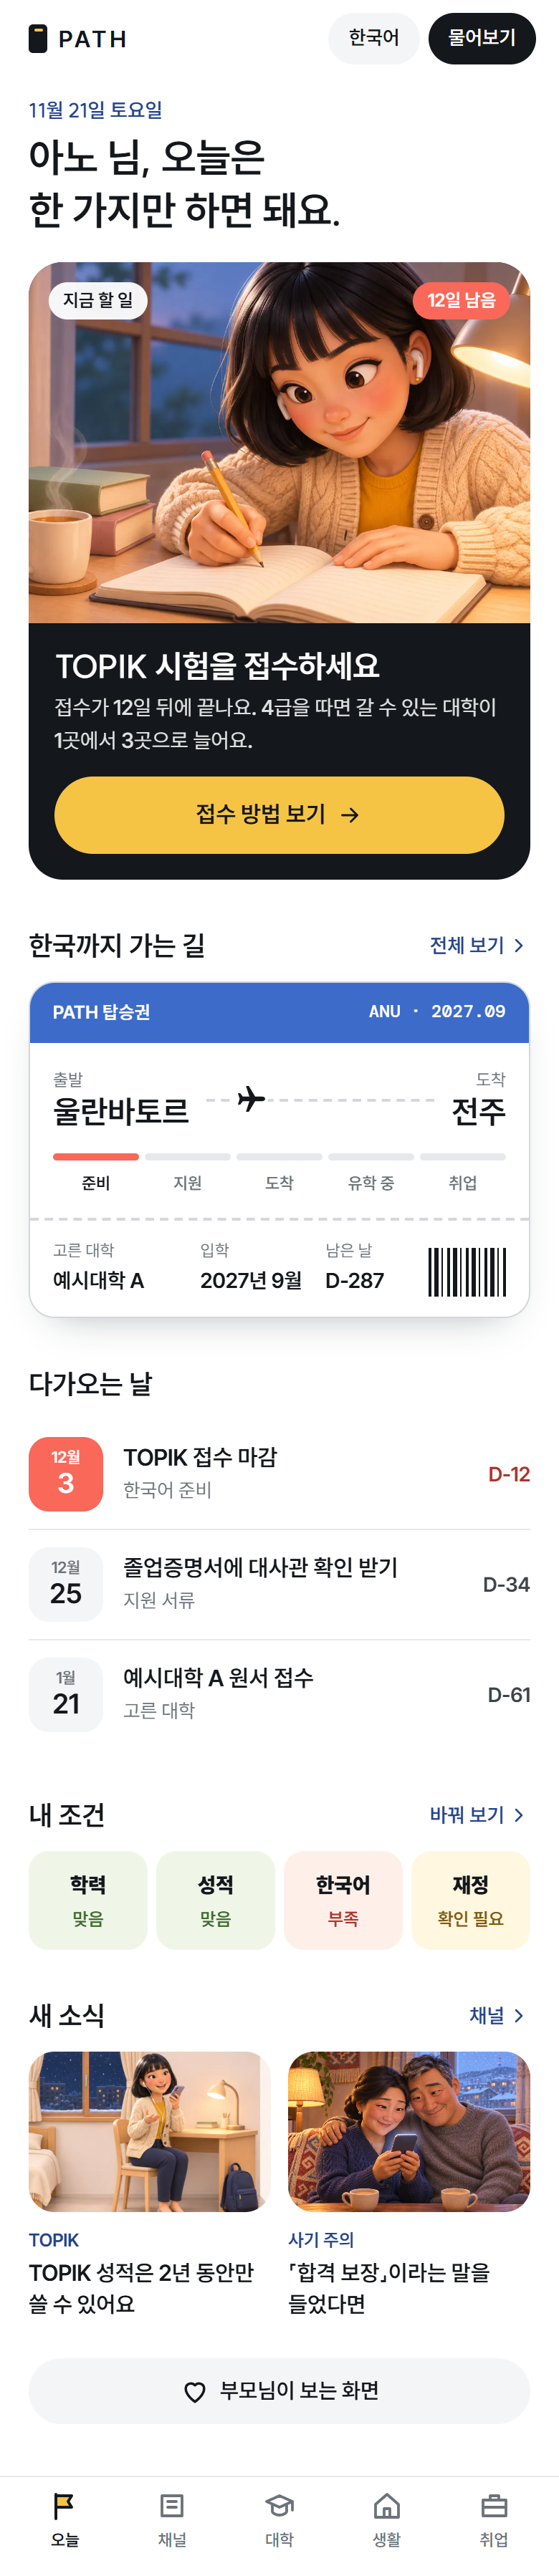 PATH
한국어
물어보기
11월 21일 토요일
아노 님, 오늘은
한 가지만 하면 돼요.
지금 할 일
12일 남음
TOPIK 시험을 접수하세요
접수가 12일 뒤에 끝나요. 4급을 따면 갈 수 있는 대학이
1곳에서 3곳으로 늘어요.
접수 방법 보기 →
한국까지 가는 길
전체 보기 >
PATH 탑승권
ANU · 2027.09
출발
도착
울란바토르
전주
준비
지원
도착
유학 중
취업
고른 대학
입학
남은 날
예시대학 A
2027년 9월
D-287
다가오는 날
12월
3
TOPIK 접수 마감
한국어 준비
D-12
12월
25
졸업증명서에 대사관 확인 받기
지원 서류
D-34
1월
21
예시대학 A 원서 접수
고른 대학
D-61
내 조건
바꿔 보기 >
학력
맞음
성적
맞음
한국어
부족
재정
확인 필요
새 소식
채널 >
TOPIK
TOPIK 성적은 2년 동안만
쓸 수 있어요
사기 주의
「합격 보장」이라는 말을
들었다면
부모님이 보는 화면
오늘
채널
대학
생활
취업